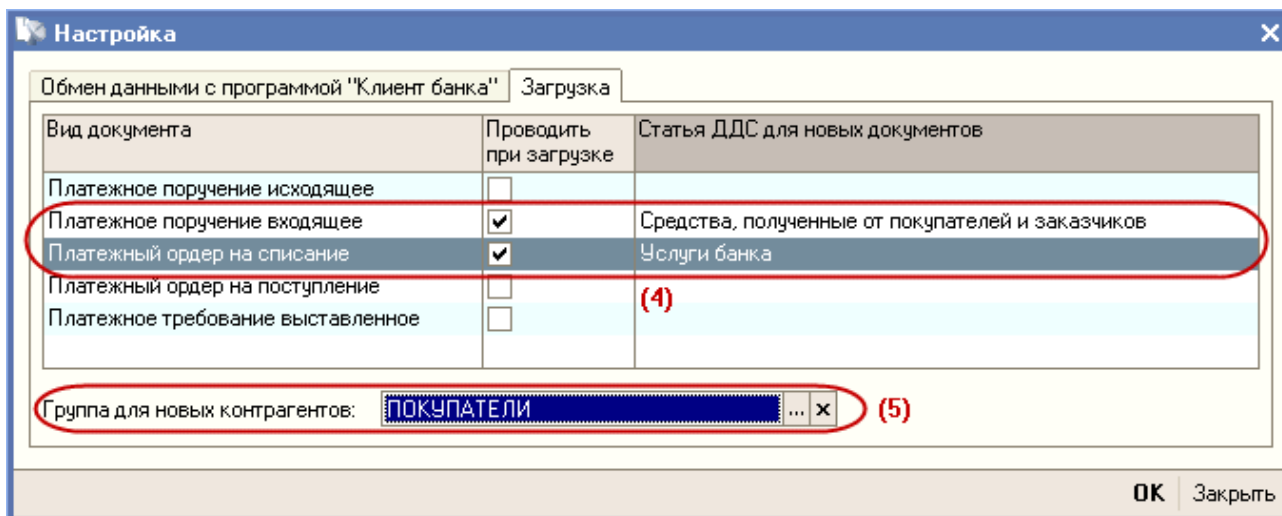 Настройка
Обмен данными с программой "Клиент банка" Загрузка
Вид документа Проводить при загрузке Статья ДДС для новых документов
Платежное поручение исходящее
Платежное поручение входящее Средства, полученные от покупателей и заказчиков
Платежный ордер на списание Услуги банка
Платежный ордер на поступление
(4)
Платежное требование выставленное
Группа для новых контрагентов: ПОКУПАТЕЛИ ... x (5)
OK Закрыть